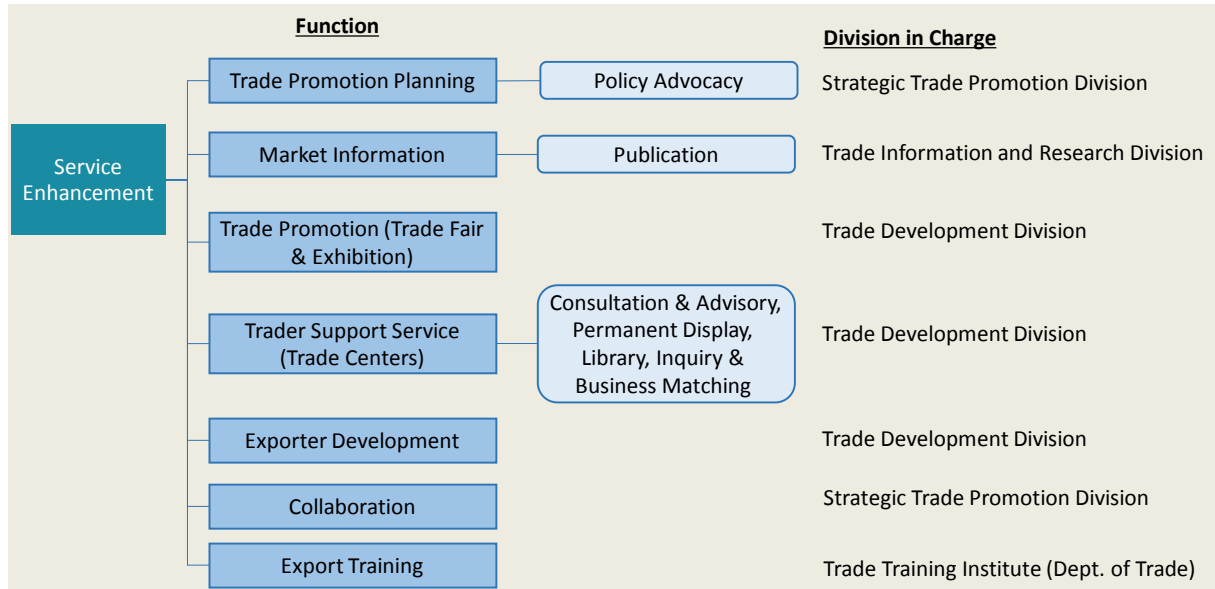 Function
Division in Charge
Service
Enhancement
Trade Promotion Planning
Policy Advocacy
Strategic Trade Promotion Division
Market Information
Publication
Trade Information and Research Division
Trade Promotion (Trade Fair
& Exhibition)
Trade Development Division
Trader Support Service
(Trade Centers)
Consultation & Advisory,
Permanent Display,
Library, Inquiry &
Business Matching
Trade Development Division
Exporter Development
Trade Development Division
Collaboration
Strategic Trade Promotion Division
Export Training
Trade Training Institute (Dept. of Trade)